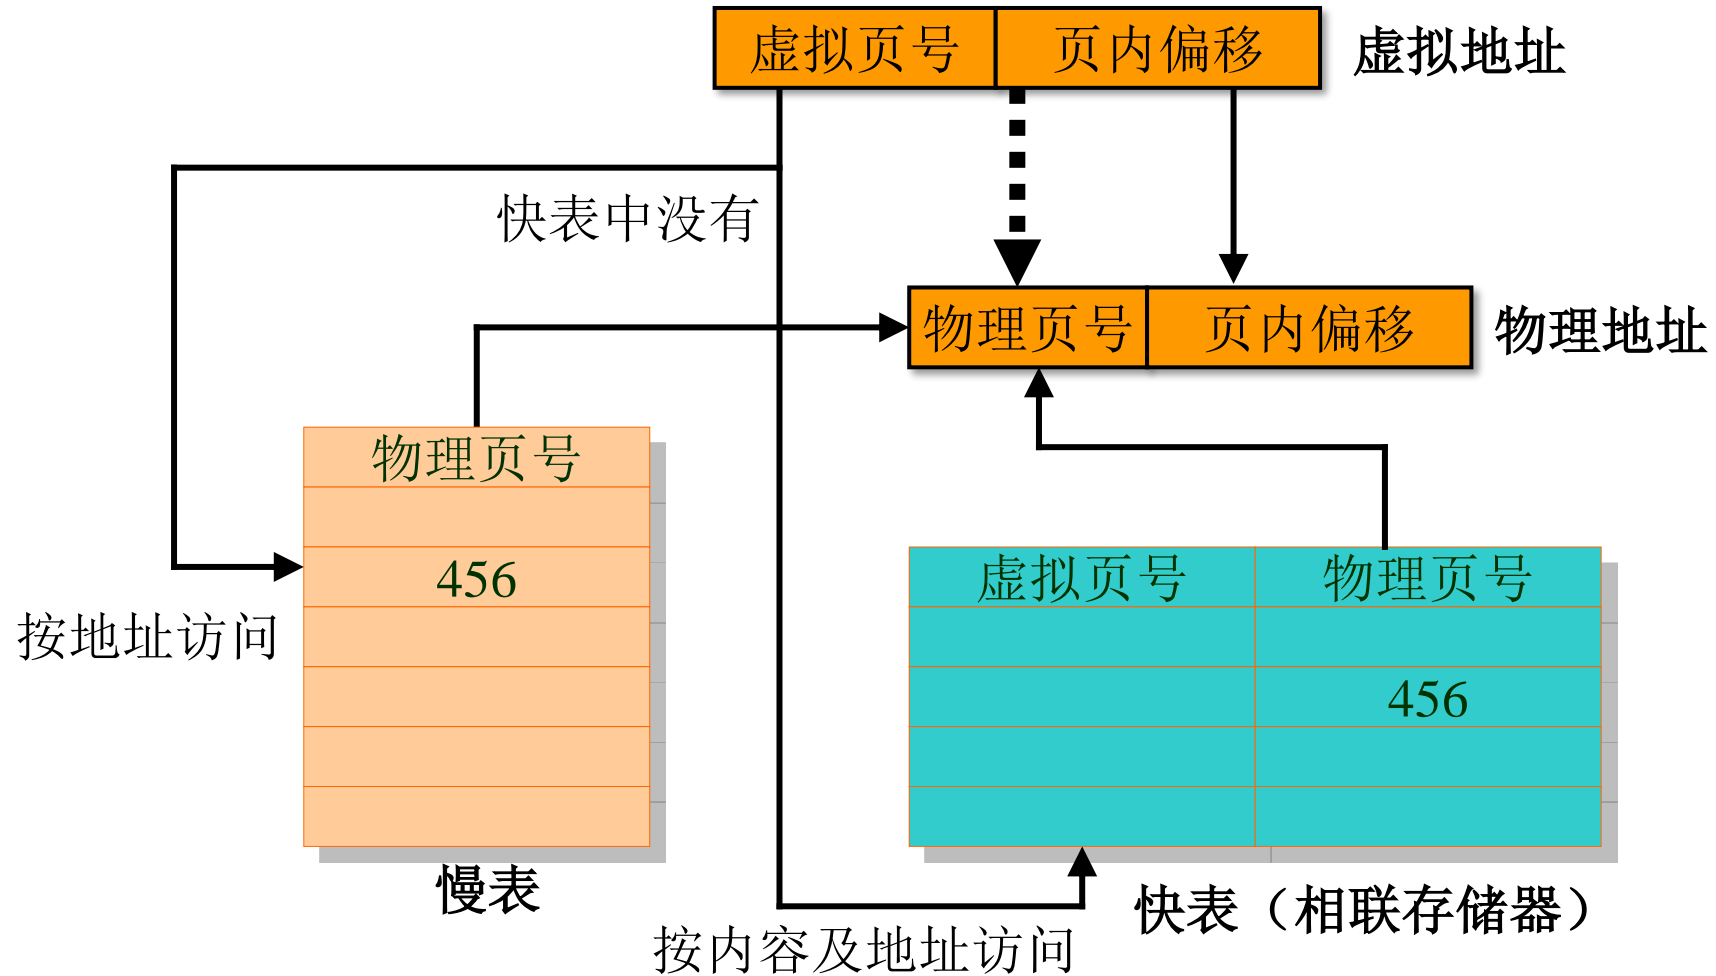 虚拟页号 页内偏移 虚拟地址
快表中没有
物理页号 页内偏移 物理地址
物理页号
456
按地址访问
慢表
虚拟页号 物理页号
456
快表（相联存储器）
按内容及地址访问